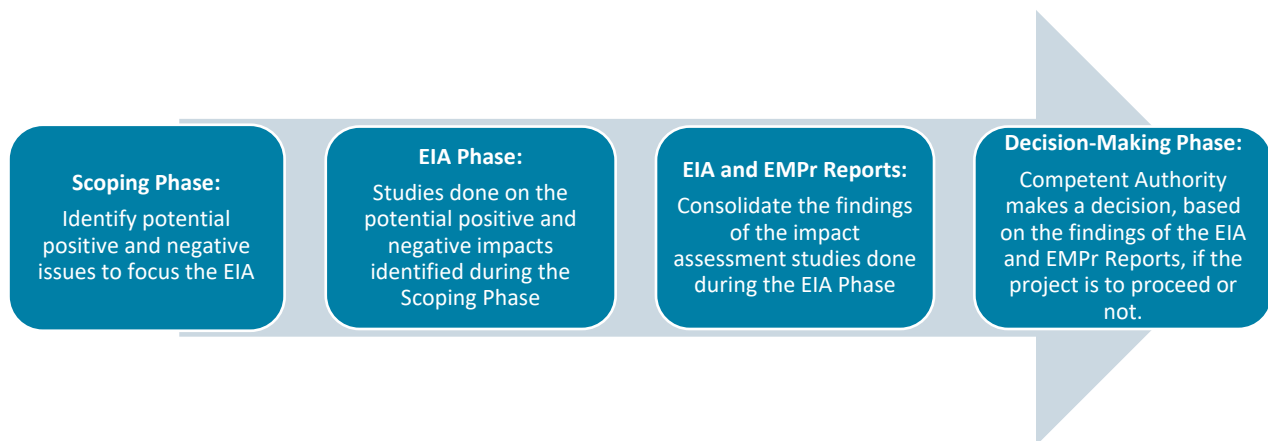 Scoping Phase:
Identify potential
positive and negative
issues to focus the EIA
EIA Phase:
Studies done on the
potential positive and
negative impacts
identified during the
Scoping Phase
EIA and EMPr Reports:
Consolidate the findings
of the impact
assessment studies done
during the EIA Phase
Decision-Making Phase:
Competent Authority
makes a decision, based
on the findings of the EIA
and EMPr Reports, if the
project is to proceed or
not.